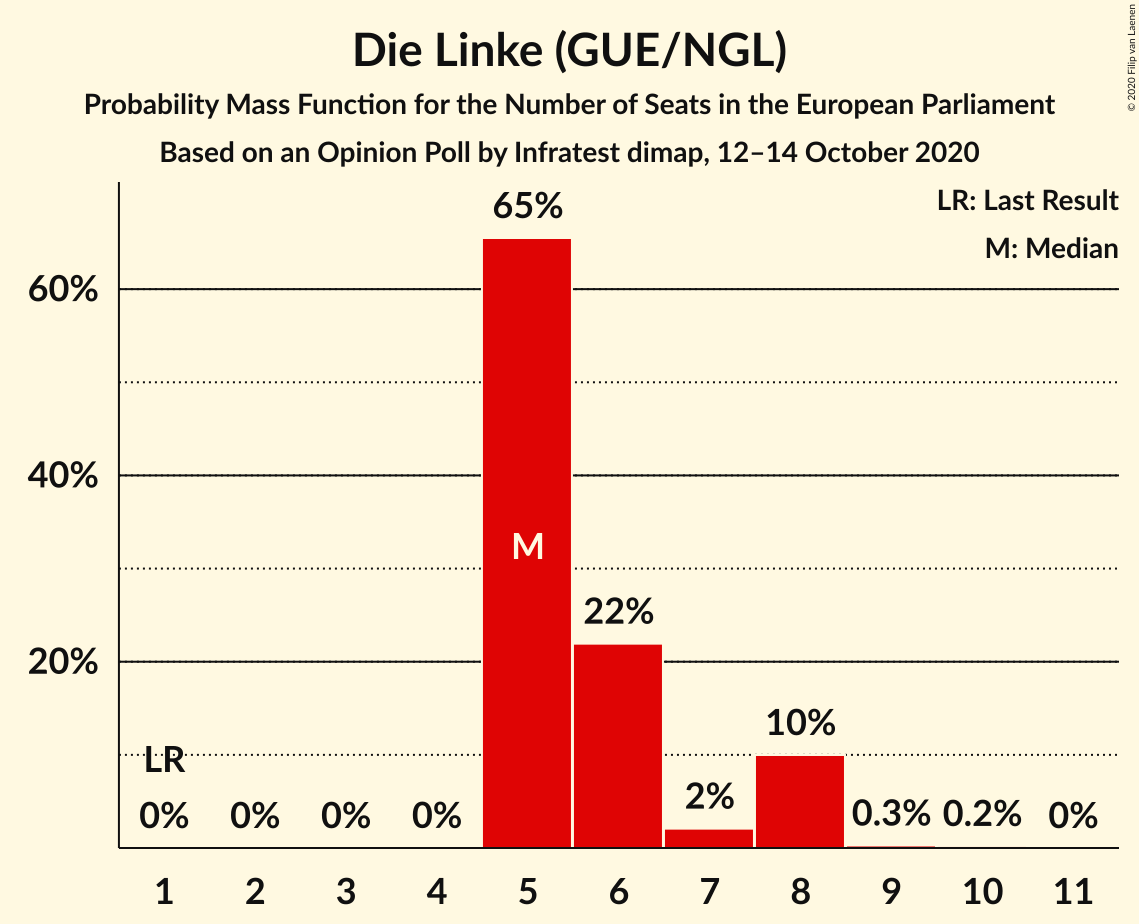 Die Linke (GUE/NGL)
Probability Mass Function for the Number of Seats in the European Parliament
Based on an Opinion Poll by Infratest dimap, 12–14 October 2020
© 2020 Filip van Laenen
LR: Last Result
M: Median
65%
60%
M
40%
22%
20%
10%
LR
2%
0% 0% 0% 0% 0.3% 0.2% 0%
1 2 3 4 5 6 7 8 9 10 11